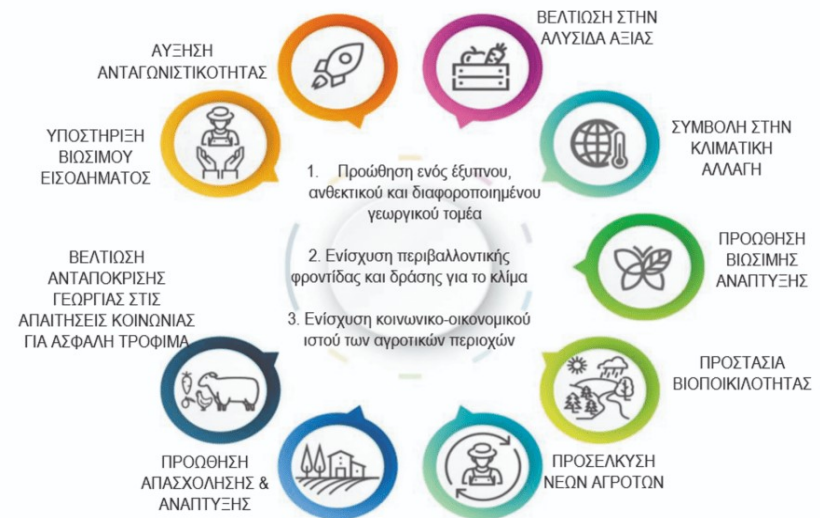 ΑΥΞΗΣΗ
ΑΝΤΑΓΩΝΙΣΤΙΚΟΤΗΤΑΣ
ΒΕΛΤΙΩΣΗ ΣΤΗΝ
ΑΛΥΣΙΔΑ ΑΞΙΑΣ
ΥΠΟΣΤΗΡΙΞΗ
ΒΙΩΣΙΜΟΥ
ΕΙΣΟΔΗΜΑΤΟΣ
ΣΥΜΒΟΛΗ ΣΤΗΝ
ΚΛΙΜΑΤΙΚΗ
ΑΛΛΑΓΗ
1. Προώθηση ενός έξυπνου,
ανθεκτικού και διαφοροποιημένου
γεωργικού τομέα
2. Ενίσχυση περιβαλλοντικής
φροντίδας και δράσης για το κλίμα
3. Ενίσχυση κοινωνικο-οικονομικού
ιστού των αγροτικών περιοχών
ΠΡΟΩΘΗΣΗ
ΒΙΩΣΙΜΗΣ
ΑΝΑΠΤΥΞΗΣ
ΒΕΛΤΙΩΣΗ
ΑΝΤΑΠΟΚΡΙΣΗΣ
ΓΕΩΡΓΙΑΣ ΣΤΙΣ
ΑΠΑΙΤΗΣΕΙΣ ΚΟΙΝΩΝΙΑΣ
ΓΙΑ ΑΣΦΑΛΗ ΤΡΟΦΙΜΑ
ΠΡΟΣΤΑΣΙΑ
ΒΙΟΠΟΙΚΙΛΟΤΗΤΑΣ
ΠΡΟΩΘΗΣΗ
ΑΠΑΣΧΟΛΗΣΗΣ &
ΑΝΑΠΤΥΞΗΣ
ΠΡΟΣΕΛΚΥΣΗ
ΝΕΩΝ ΑΓΡΟΤΩΝ